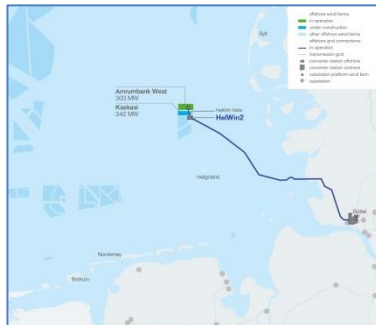 offshore wind farms
in operation
under construction
other offshore wind farms
offshore grid connections
in operation
transmission grid
converter station offshore
converter station onshore
substation platform wind farm
substation
Sylt
Amrumbank West
302 MW
Kaskasi
342 MW
HelWin beta
HelWin2
Helgoland
Büttel
Norderney
Borkum